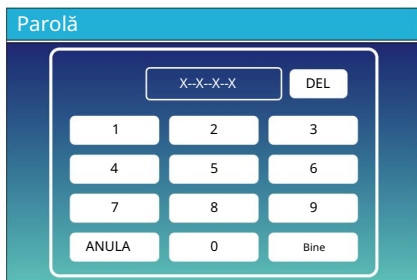 Parolă
X--X--X--X DEL
1 2 3
4 5 6
7 8 9
ANULA 0 Bine